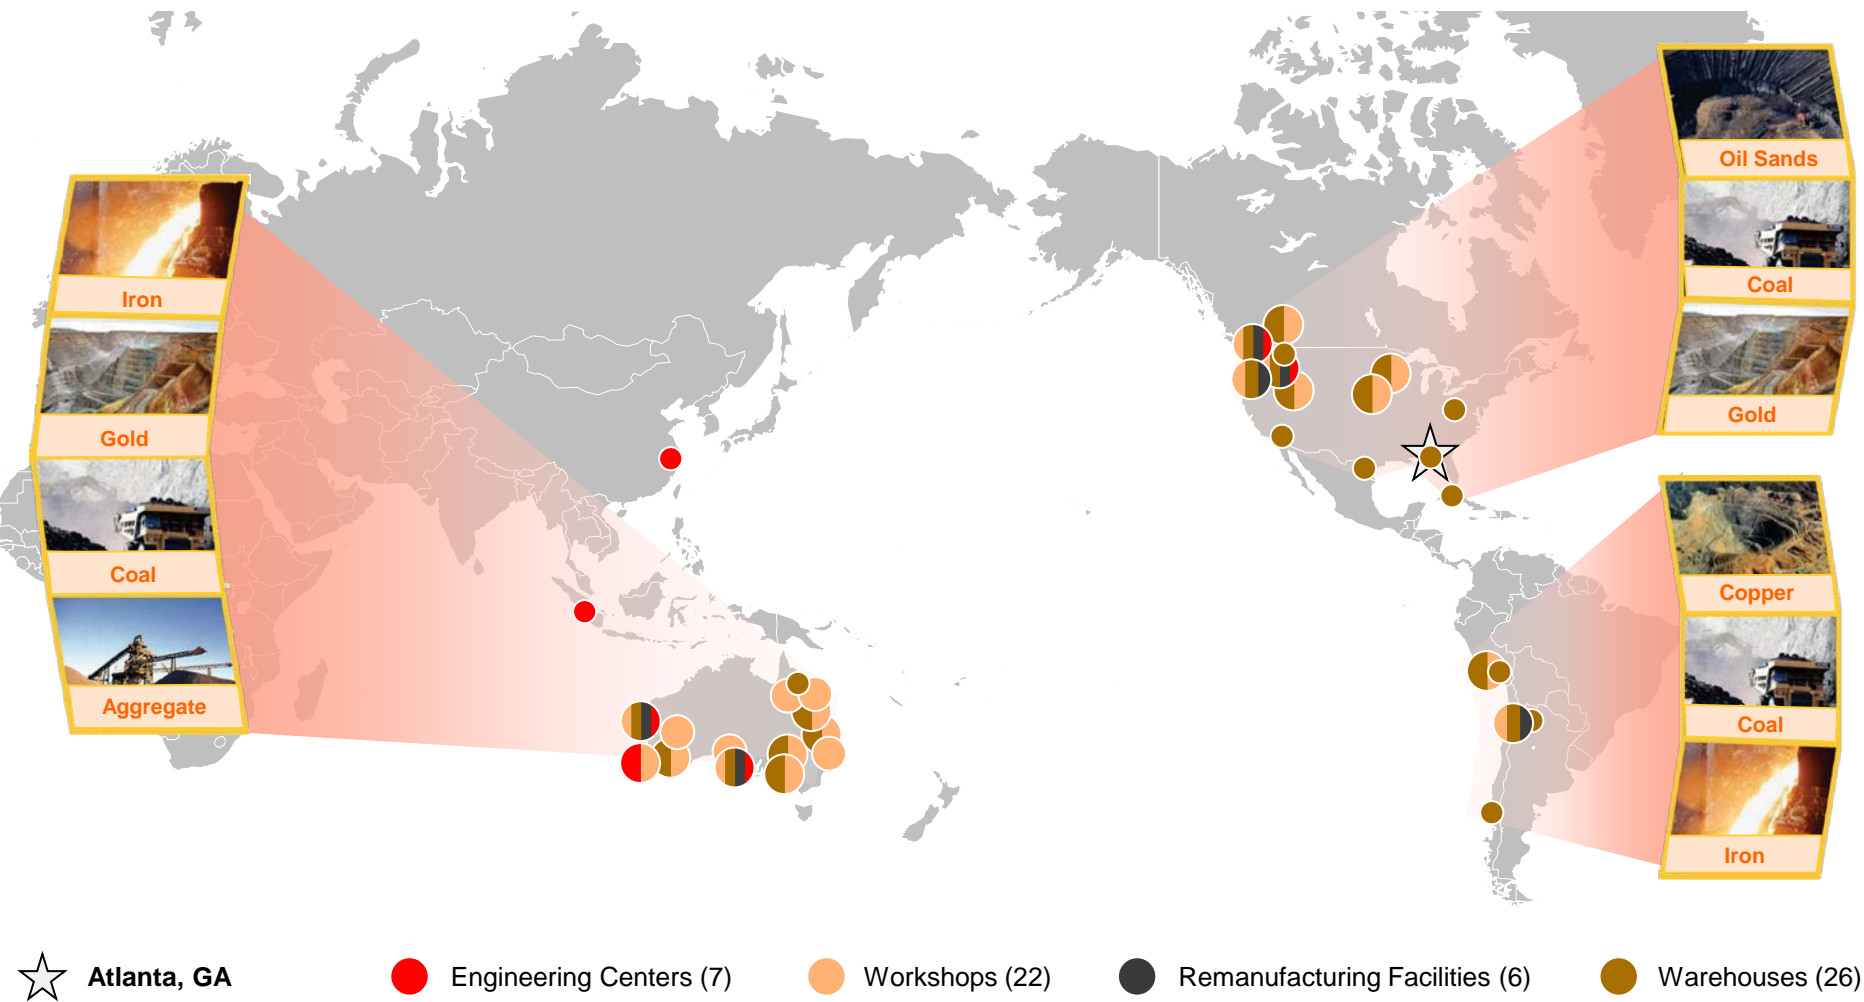 Iron
Gold
Coal
Aggregate
Oil Sands
Coal
Gold
Copper
Coal
Iron
Atlanta, GA
Engineering Centers (7)
Workshops (22)
Remanufacturing Facilities (6)
Warehouses (26)